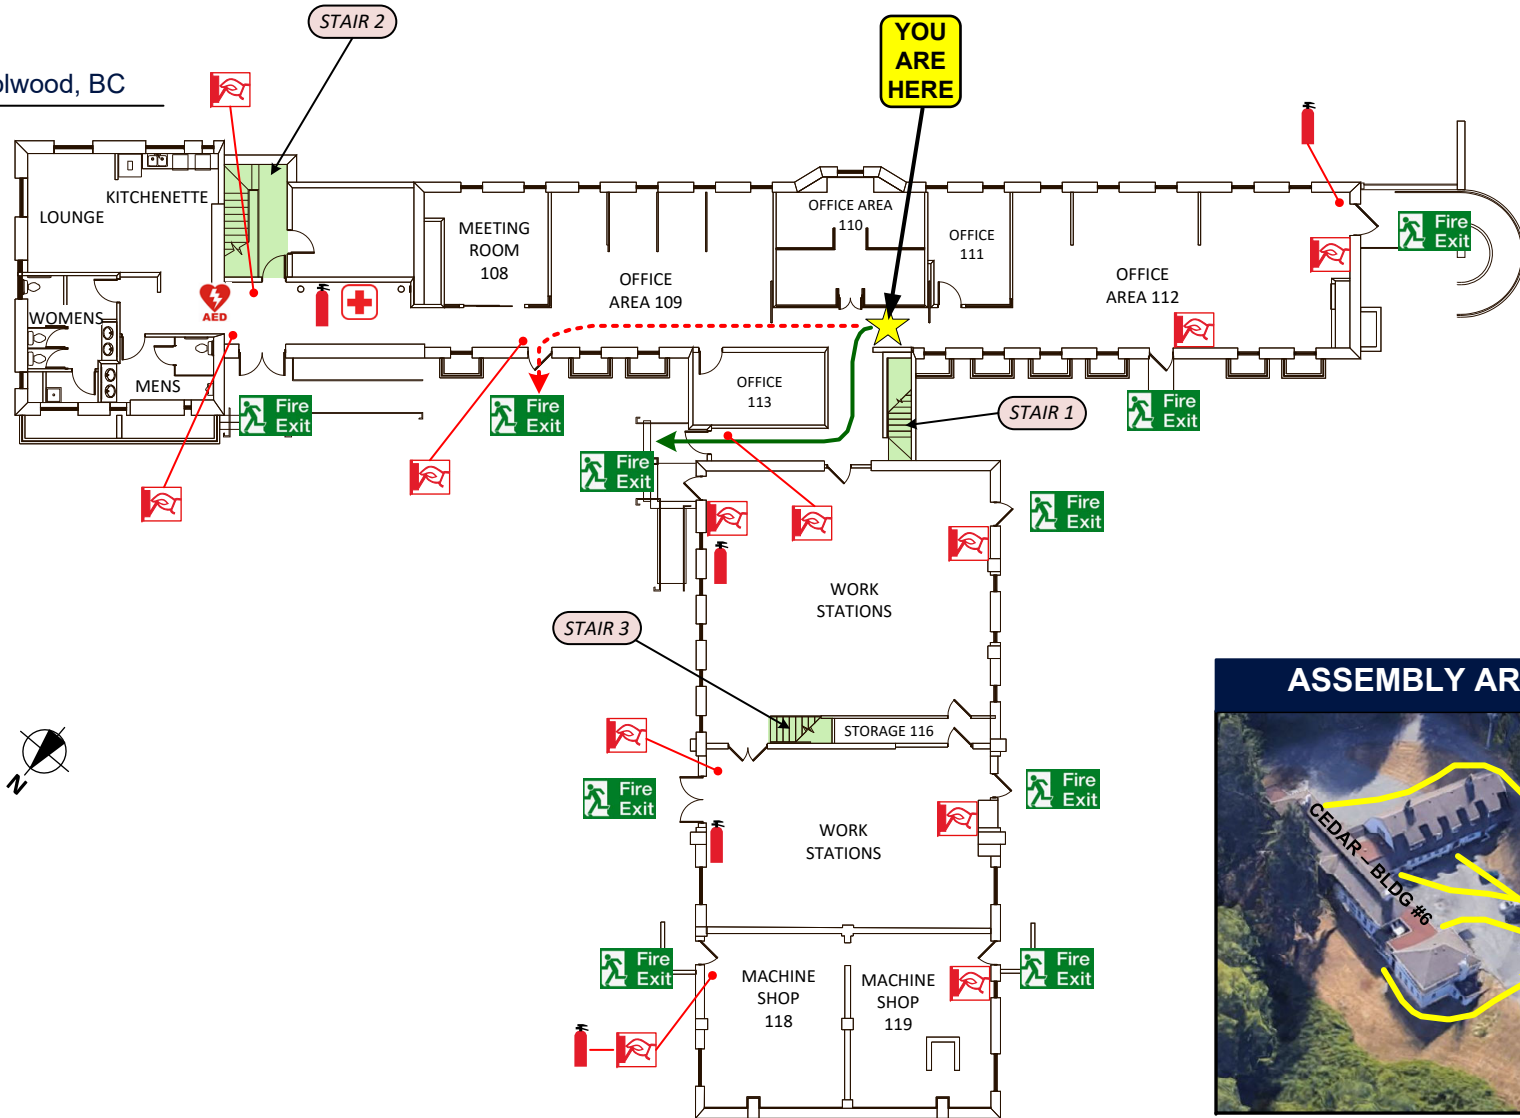 STAIR 2
YOU
ARE
HERE
olwood, BC
KITCHENETTE
LOUNGE
MEETING
ROOM
108
OFFICE AREA
110
OFFICE
111
OFFICE
AREA 109
OFFICE
AREA 112
Fire
Exit
AED
WOMENS
MENS
OFFICE
113
Fire
Exit
Fire
Exit
Fire
Exit
STAIR 1
Fire
Exit
Fire
Exit
WORK
STATIONS
STAIR 3
STORAGE 116
ASSEMBLY AR
N
Fire
Exit
Fire
Exit
WORK
STATIONS
CEDAR – BLDG #6
Fire
Exit
MACHINE
SHOP
118
MACHINE
SHOP
119
Fire
Exit